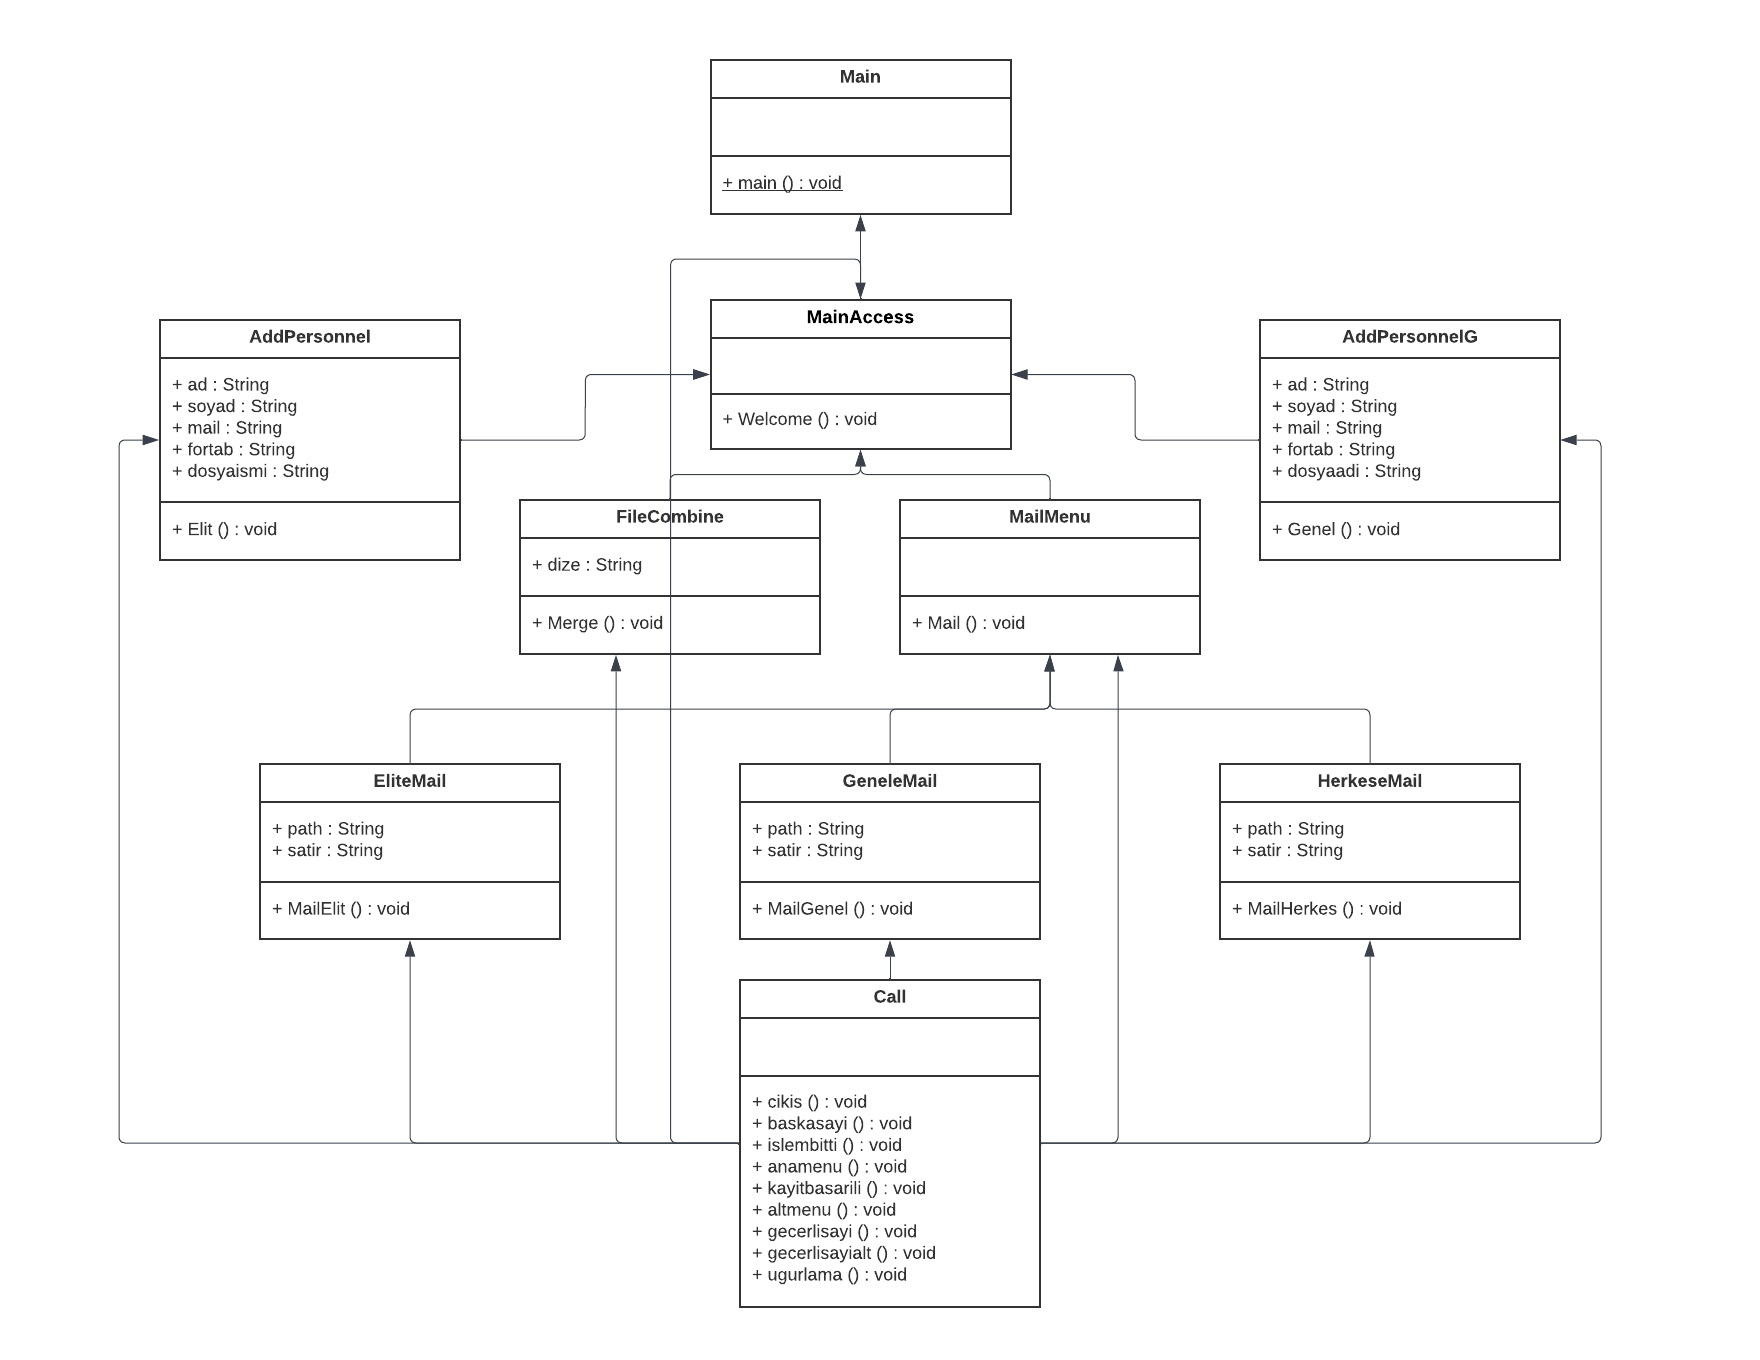 Main
+ main () : void
MainAccess
+ Welcome () : void
AddPersonnel
+ ad : String
+ soyad : String
+ mail : String
+ fortab : String
+ dosyaismi : String
+ Elit () : void
AddPersonnelG
+ ad : String
+ soyad : String
+ mail : String
+ fortab : String
+ dosyaadi : String
+ Genel () : void
FileCombine
+ dize : String
+ Merge () : void
MailMenu
+ Mail () : void
EliteMail
+ path : String
+ satir : String
+ MailElit () : void
GeneleMail
+ path : String
+ satir : String
+ MailGenel () : void
HerkeseMail
+ path : String
+ satir : String
+ MailHerkes () : void
Call
+ cikis () : void
+ baskasayi () : void
+ islembitti () : void
+ anamenu () : void
+ kayitbasarili () : void
+ altmenu () : void
+ gecerlisayi () : void
+ gecerlisayialt () : void
+ ugurlama () : void